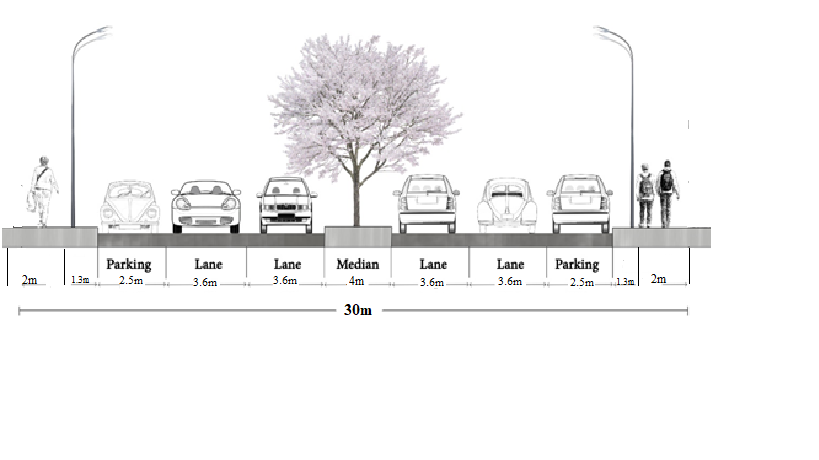 Parking Lane Lane Median Lane Lane Parking
2m 1.3m 2.5m 3.6m 3.6m 4m 3.6m 3.6m 2.5m 1.3m 2m
30m